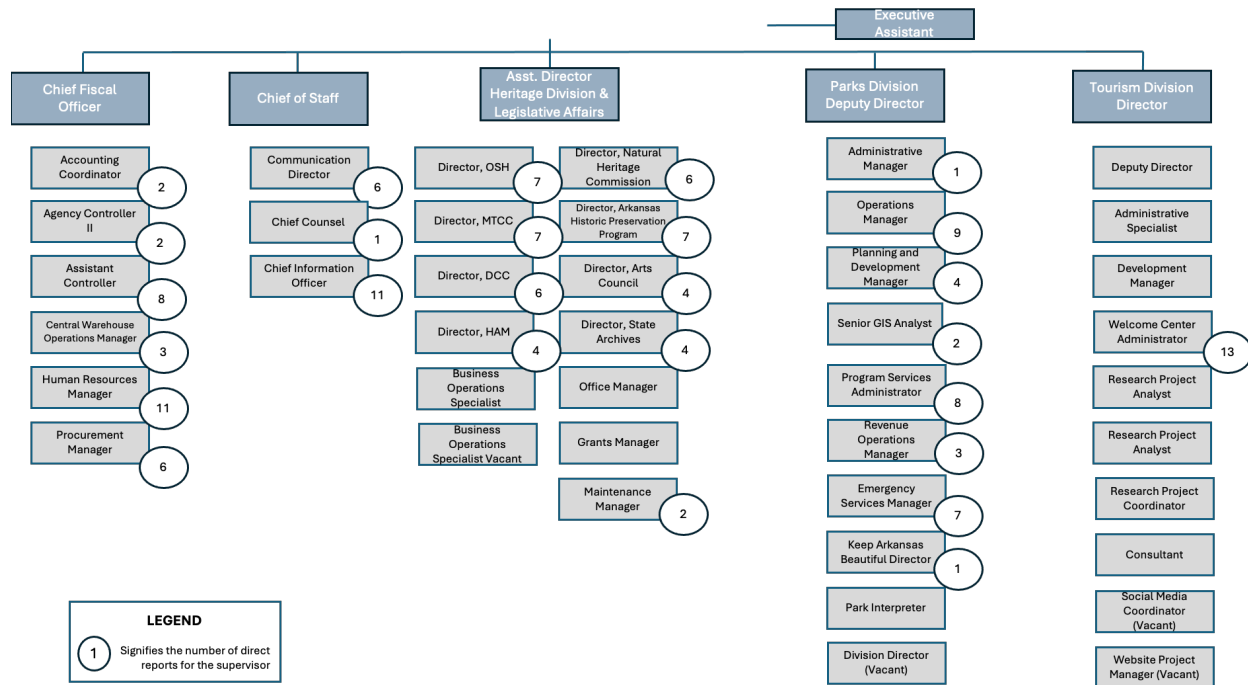 Executive
Assistant
Chief Fiscal
Officer
Chief of Staff
Asst. Director
Heritage Division &
Legislative Affairs
Parks Division
Deputy Director
Tourism Division
Director
Accounting
Coordinator
2
Agency Controller
II
2
Assistant
Controller
8
Central Warehouse
Operations Manager
3
Human Resources
Manager
11
Procurement
Manager
6
Communication
Director
6
Chief Counsel
1
Chief Information
Officer
11
Director, OSH
7
Director, MTCC
7
Director, DCC
6
Director, HAM
4
Business
Operations
Specialist
Business
Operations
Specialist Vacant
Director, Natural
Heritage
Commission
6
Director, Arkansas
Historic Preservation
Program
7
Director, Arts
Council
4
Director, State
Archives
4
Office Manager
Grants Manager
Maintenance
Manager
2
Administrative
Manager
1
Operations
Manager
9
Planning and
Development
Manager
4
Senior GIS Analyst
2
Program Services
Administrator
8
Revenue
Operations
Manager
3
Emergency
Services Manager
7
Keep Arkansas
Beautiful Director
1
Park Interpreter
Division Director
(Vacant)
Deputy Director
Administrative
Specialist
Development
Manager
Welcome Center
Administrator
13
Research Project
Analyst
Research Project
Analyst
Research Project
Coordinator
Consultant
Social Media
Coordinator
(Vacant)
Website Project
Manager (Vacant)
LEGEND
1
Signifies the number of direct
reports for the supervisor